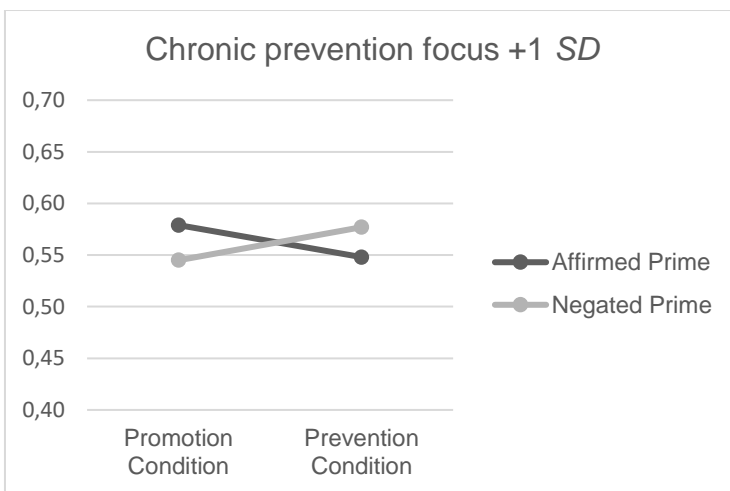 Chronic prevention focus +1 SD
0,70
0,65
0,60
0,55
0,50
0,45
0,40
Promotion
Condition
Prevention
Condition
Affirmed Prime
Negated Prime